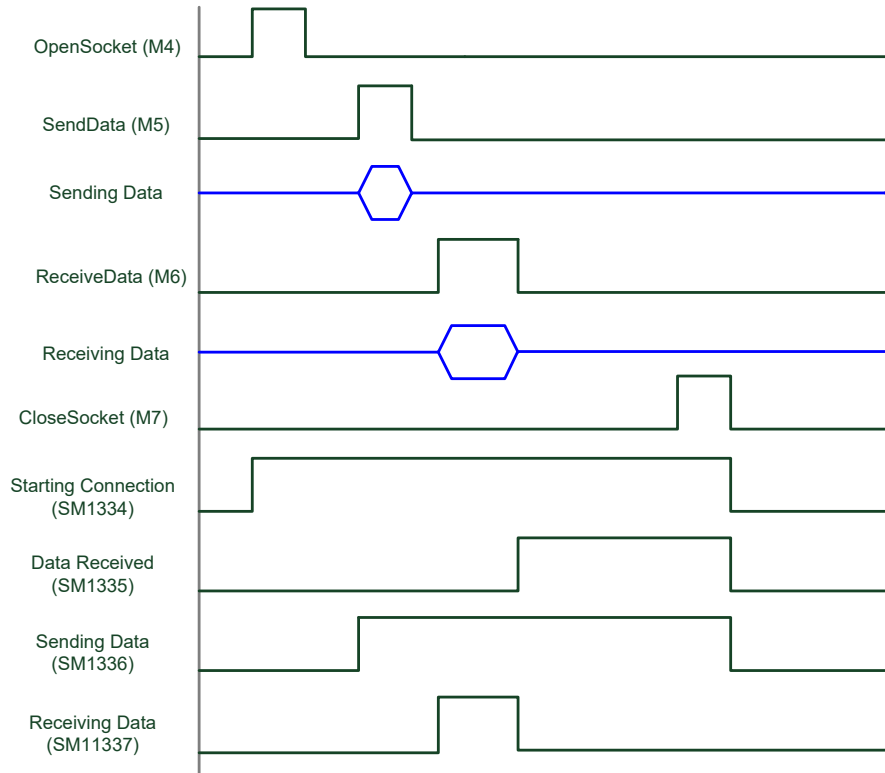 OpenSocket (M4)
SendData (M5)
Sending Data
ReceiveData (M6)
Receiving Data
CloseSocket (M7)
Starting Connection
(SM1334)
Data Received
(SM1335)
Sending Data
(SM1336)
Receiving Data
(SM11337)